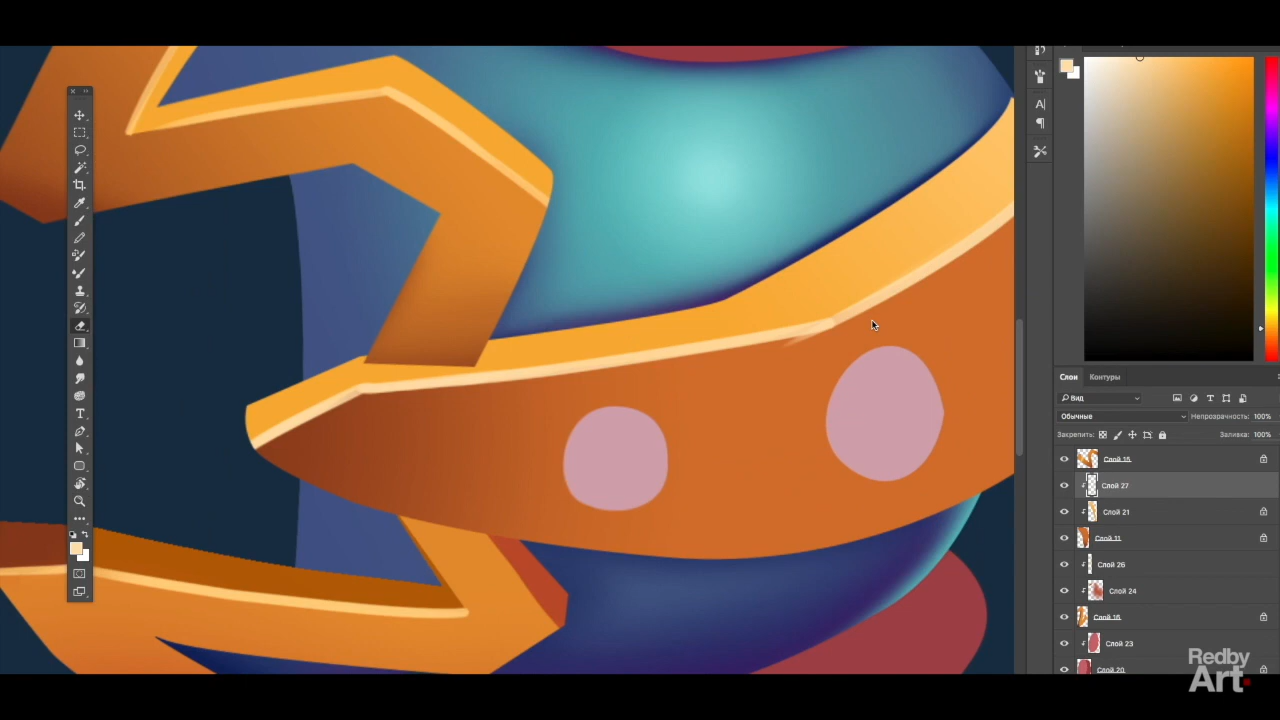 Слои Контуры
Вид
Обычные Непрозрачность: 100%
Закрепить: Заливка: 100%
Слой 15
Слой 27
Слой 21
Слой 11
Слой 26
Слой 24
Слой 16
Слой 23
Слой 20
Redby
Art